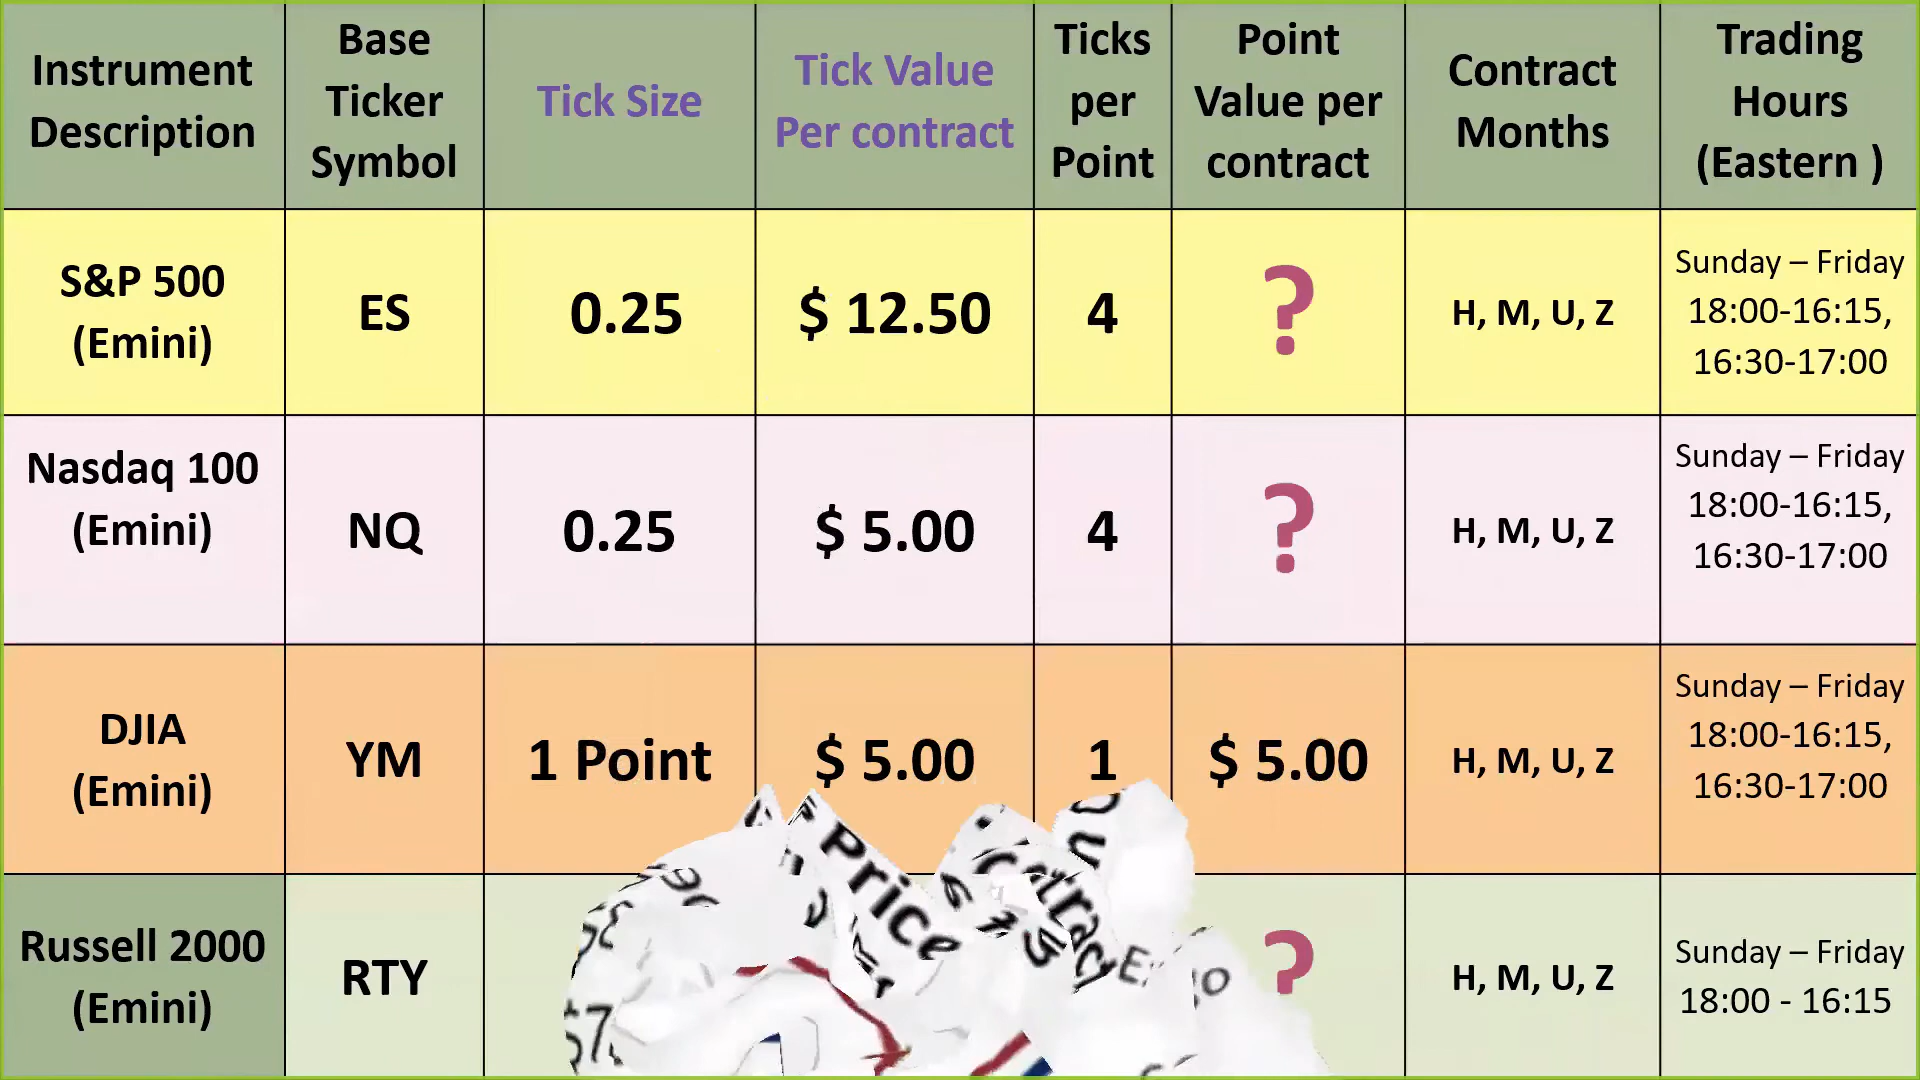 Instrument
Description
Base
Ticker
Symbol
Tick Size
Tick Value
Per contract
Ticks
per
Point
Point
Value per
contract
Contract
Months
Trading
Hours
(Eastern )
S&P 500
(Emini)
ES
0.25
$ 12.50
4
?
H, M, U, Z
Sunday – Friday
18:00-16:15,
16:30-17:00
Nasdaq 100
(Emini)
NQ
0.25
$ 5.00
4
?
H, M, U, Z
Sunday – Friday
18:00-16:15,
16:30-17:00
DJIA
(Emini)
YM
1 Point
$ 5.00
1
$ 5.00
H, M, U, Z
Sunday – Friday
18:00-16:15,
16:30-17:00
Russell 2000
(Emini)
RTY
Price
?
H, M, U, Z
Sunday – Friday
18:00 - 16:15